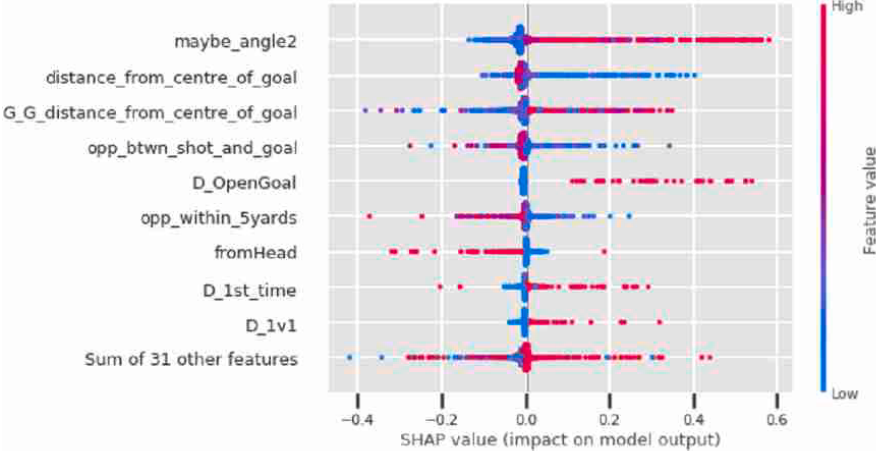 High
maybe_angle2
distance_from_centre_of_goal
G_G_distance_from_centre_of_goal
opp_btwn_shot_and_goal
D_OpenGoal
opp_within_5yards
fromHead
D_1st_time
D_1v1
Sum of 31 other features
Feature value
Low
−0.4 −0.2 0.0 0.2 0.4 0.6
SHAP value (impact on model output)